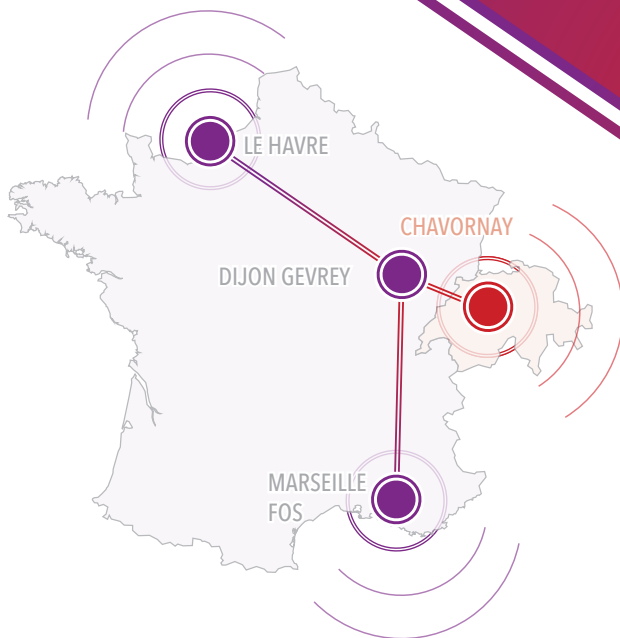 LE HAVRE
CHAVORNAY
DIJON GEVREY
MARSEILLE
FOS